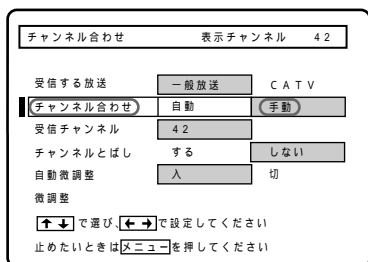 チャンネル合わせ 表示チャンネル 42
受信する放送 一般放送 CATV
チャンネル合わせ 自動 手動
受信チャンネル 42
チャンネルとばし する しない
自動微調整 入 切
微調整
↑↓で選び、←→で設定してください
止めたいときはメニューを押してください